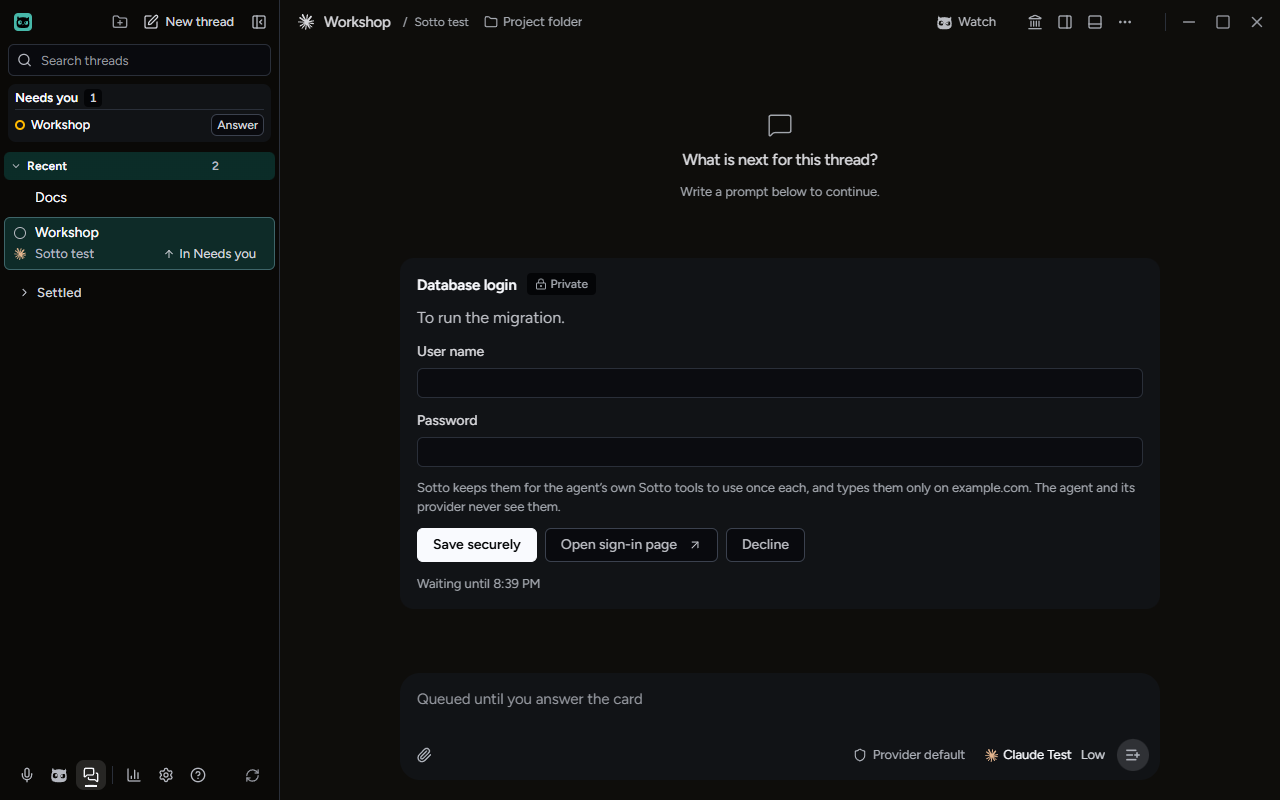 New thread
Search threads
Needs you 1
Workshop Answer
Recent 2
Docs
Workshop
Sotto test In Needs you
Settled
Workshop / Sotto test Project folder Watch
What is next for this thread?
Write a prompt below to continue.
Database login Private
To run the migration.
User name
Password
Sotto keeps them for the agent’s own Sotto tools to use once each, and types them only on example.com. The agent and its
provider never see them.
Save securely Open sign-in page Decline
Waiting until 8:39 PM
Queued until you answer the card
Provider default Claude Test Low